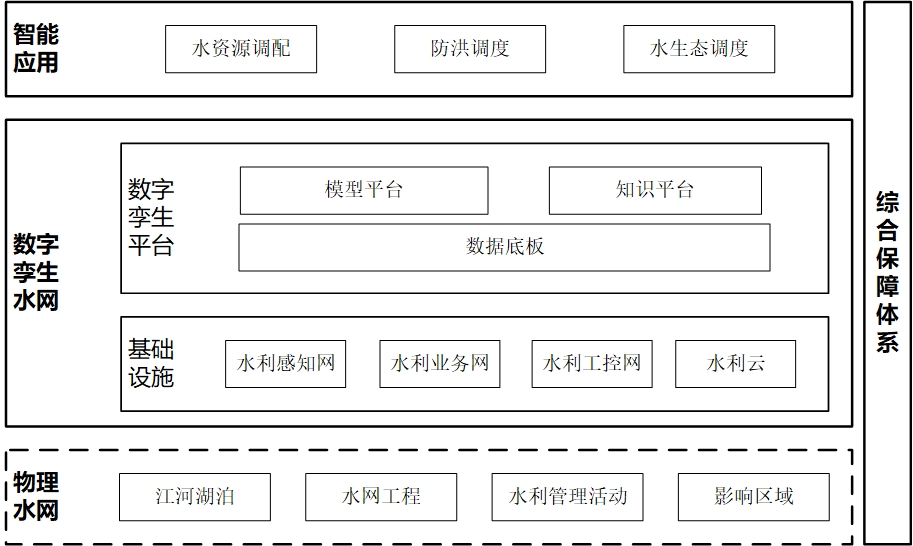 智能
应用
水资源调配
防洪调度
水生态调度
数字
孪生
水网
数字
孪生
平台
模型平台
知识平台
数据底板
基础
设施
水利感知网
水利业务网
水利工控网
水利云
物理
水网
江河湖泊
水网工程
水利管理活动
影响区域
综合保障体系